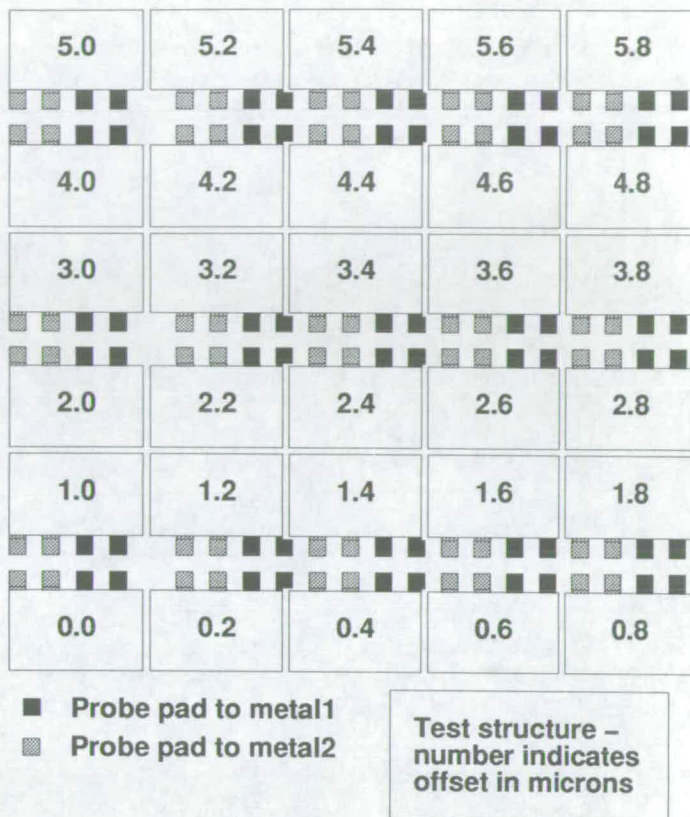 5.0 5.2 5.4 5.6 5.8
4.0 4.2 4.4 4.6 4.8
3.0 3.2 3.4 3.6 3.8
2.0 2.2 2.4 2.6 2.8
1.0 1.2 1.4 1.6 1.8
0.0 0.2 0.4 0.6 0.8
Probe pad to metal1
Probe pad to metal2
Test structure –
number indicates
offset in microns